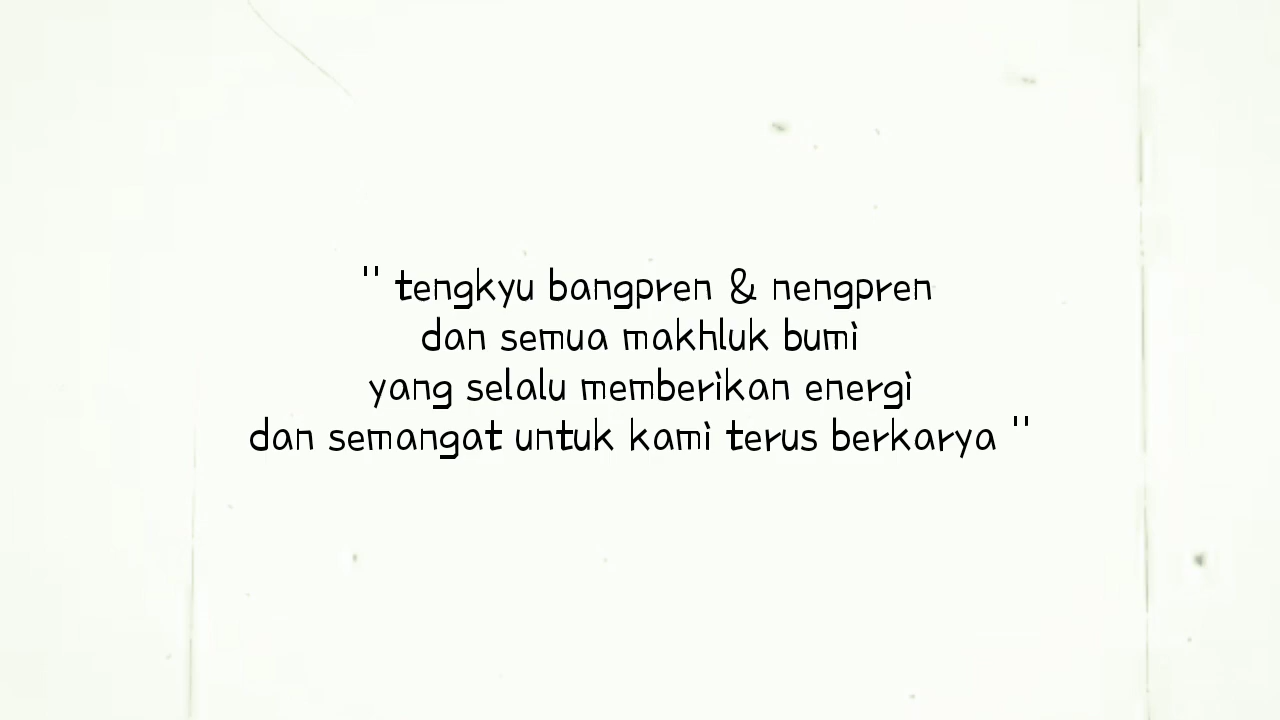 " tengkyu bangpren & nengpren
dan semua makhluk bumi
yang selalu memberikan energi
dan semangat untuk kami terus berkarya "